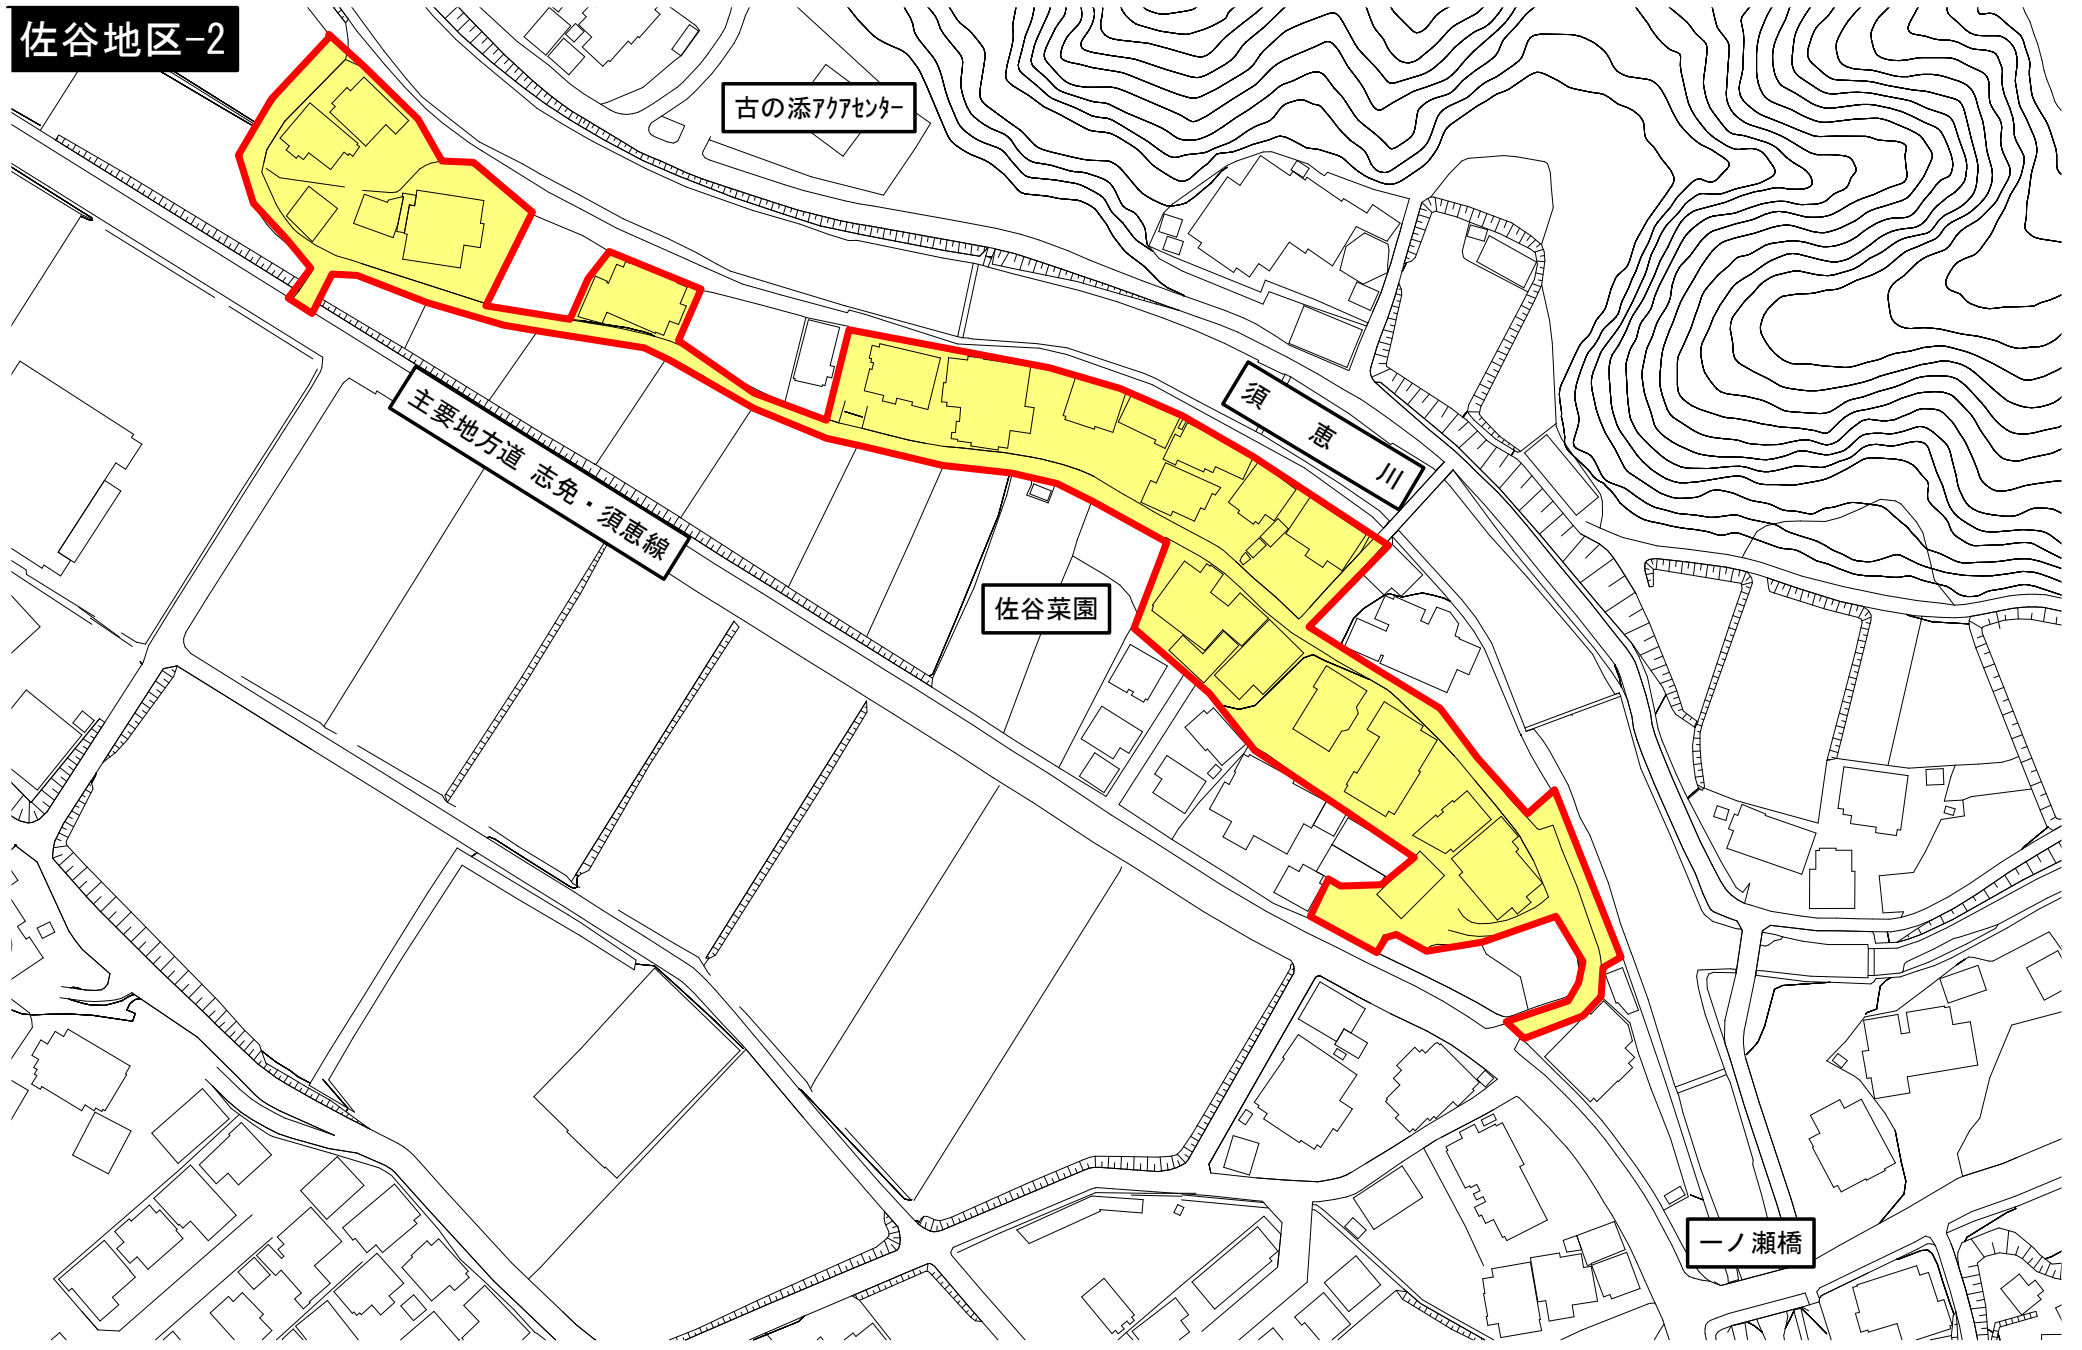 佐谷地区-2
古の添ｱｸｱｾﾝﾀｰ
須恵川
主要地方道 志免・須恵線
佐谷菜園
一ノ瀬橋